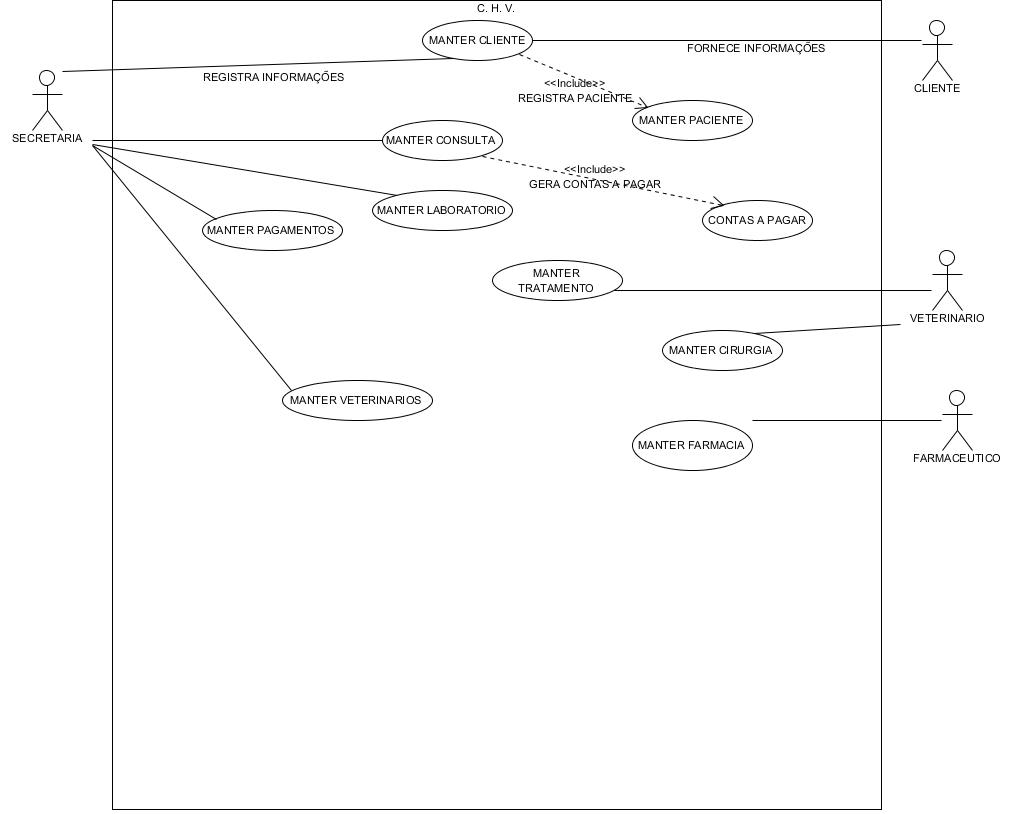 C. H. V.
MANTER CLIENTE
FORNECE INFORMAÇÕES
CLIENTE
REGISTRA INFORMAÇÕES
SECRETARIA
<<Include>>
REGISTRA PACIENTE
MANTER PACIENTE
MANTER CONSULTA
<<Include>>
GERA CONTAS A PAGAR
MANTER LABORATORIO
CONTAS A PAGAR
MANTER PAGAMENTOS
MANTER
TRATAMENTO
VETERINARIO
MANTER CIRURGIA
MANTER VETERINARIOS
MANTER FARMACIA
FARMACEUTICO